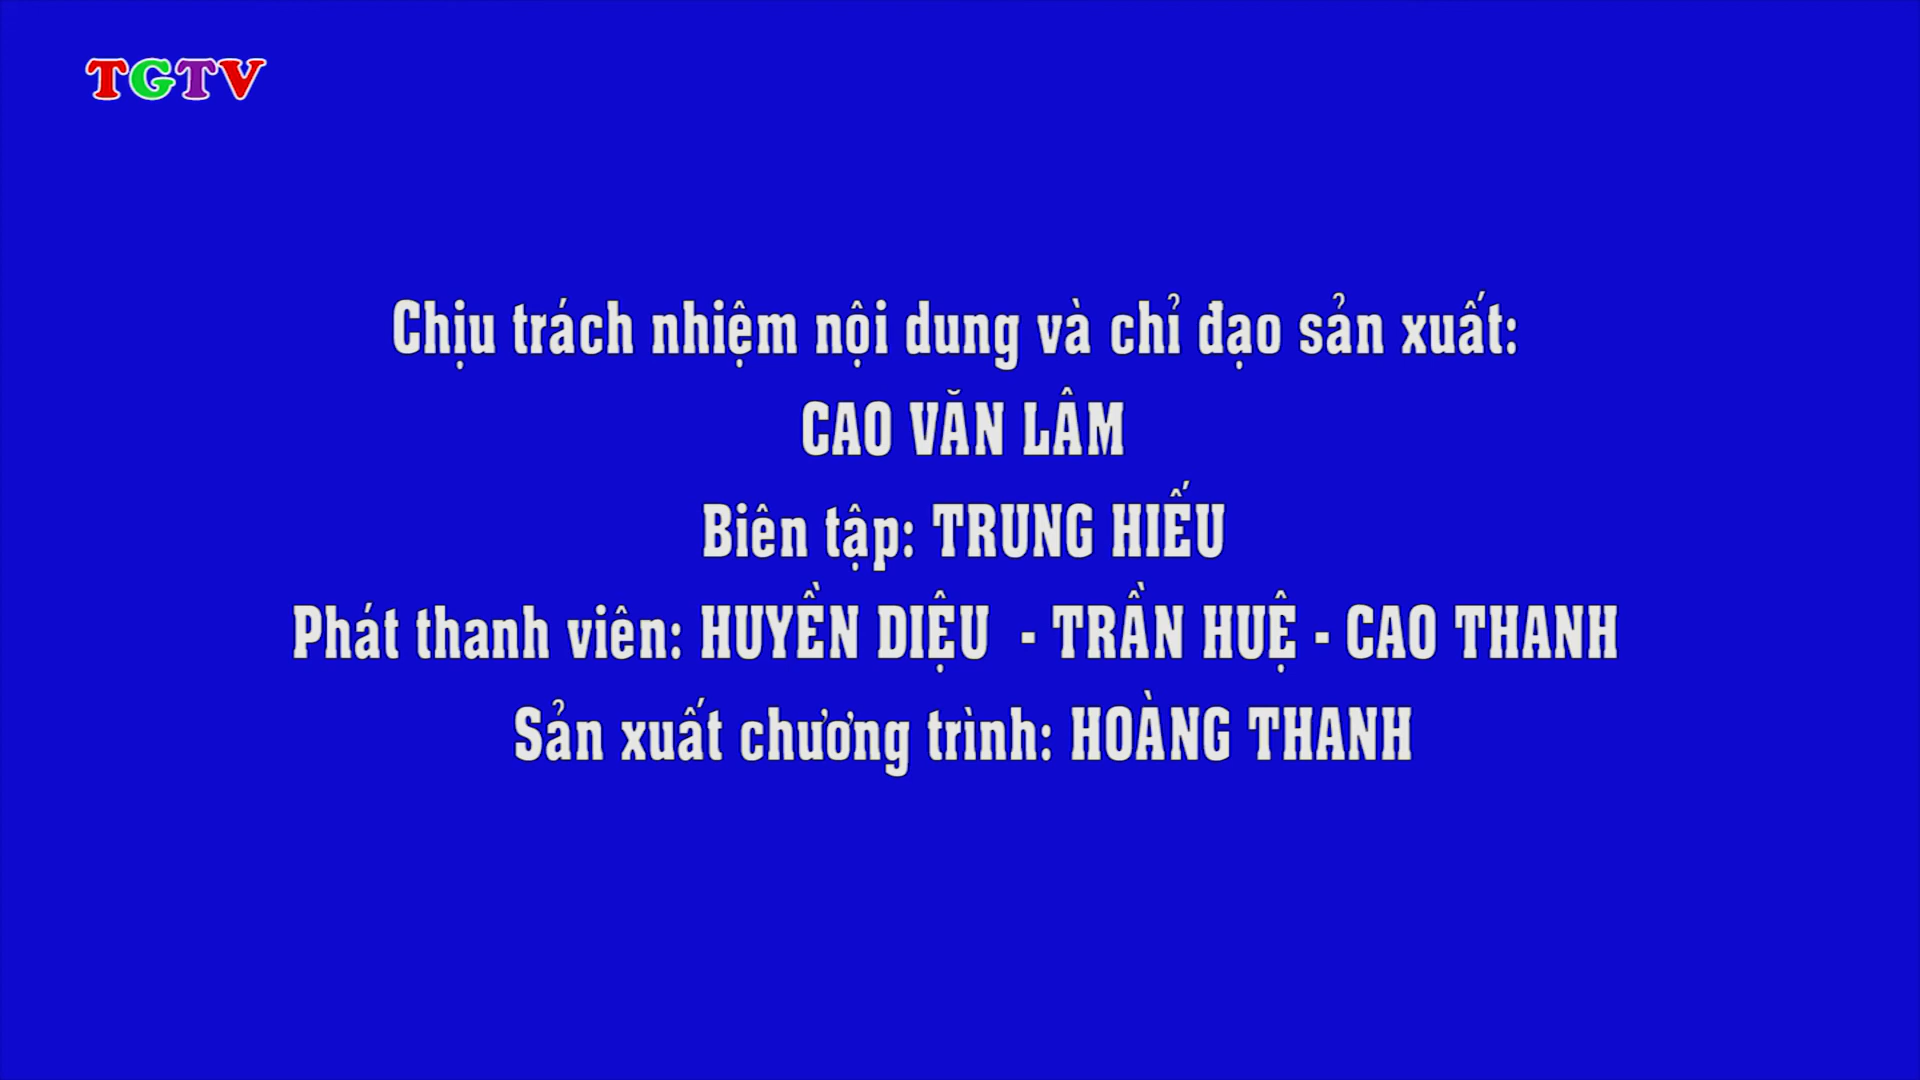 TGTV
Chịu trách nhiệm nội dung và chỉ đạo sản xuất:
CAO VĂN LÂM
Biên tập: TRUNG HIẾU
Phát thanh viên: HUYỀN DIỆU - TRẦN HUỆ - CAO THANH
Sản xuất chương trình: HOÀNG THANH